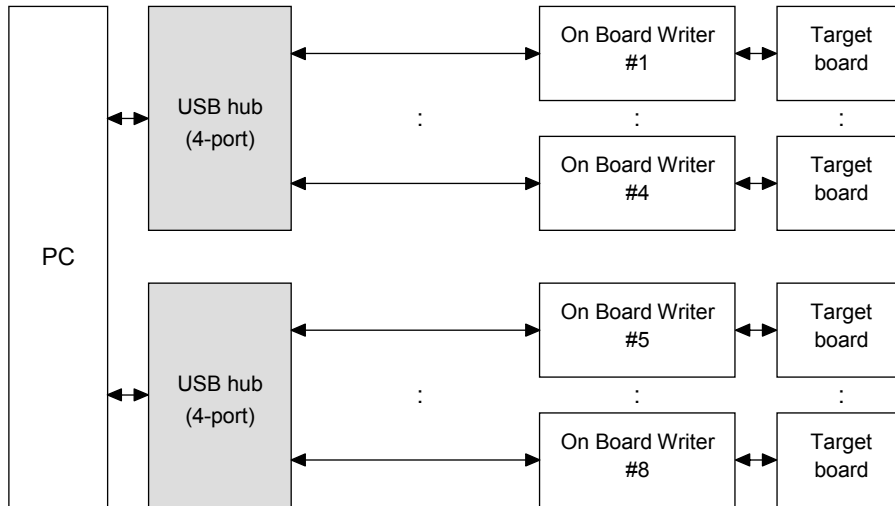 PC
USB hub
(4-port)
On Board Writer
#1
Target
board
:
:
:
On Board Writer
#4
Target
board
USB hub
(4-port)
On Board Writer
#5
Target
board
:
:
:
On Board Writer
#8
Target
board